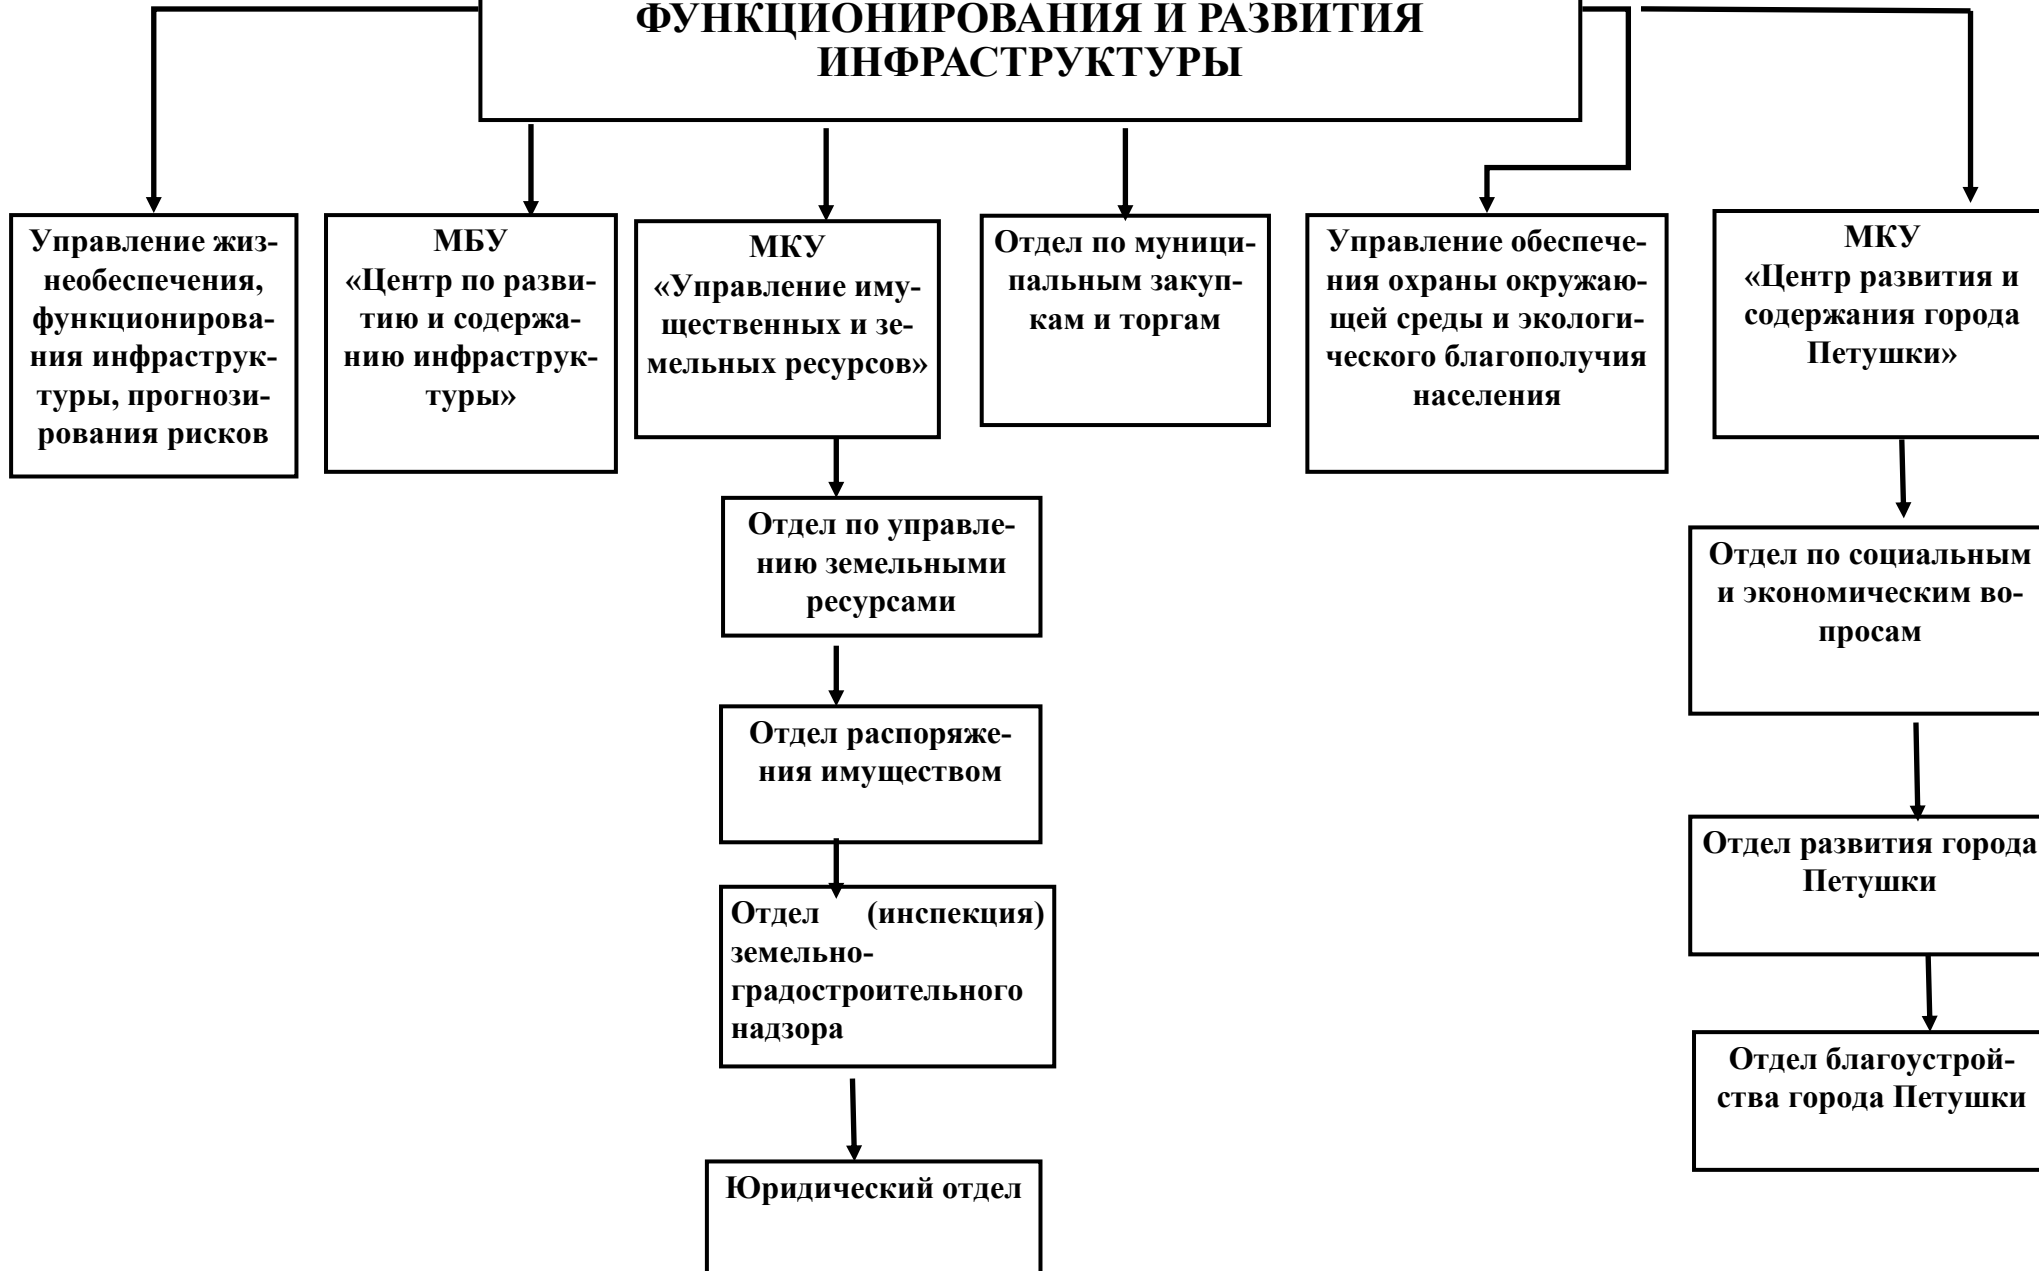 ФУНКЦИОНИРОВАНИЯ И РАЗВИТИЯ
ИНФРАСТРУКТУРЫ
Управление жиз-
необеспечения,
функционирова-
ния инфраструк-
туры, прогнози-
рования рисков
МБУ
«Центр по разви-
тию и содержа-
нию инфраструк-
туры»
МКУ
«Управление иму-
щественных и зе-
мельных ресурсов»
Отдел по муници-
пальным закуп-
кам и торгам
Управление обеспече-
ния охраны окружаю-
щей среды и экологи-
ческого благополучия
населения
МКУ
«Центр развития и
содержания города
Петушки»
Отдел по управле-
нию земельными
ресурсами
Отдел распоряже-
ния имуществом
Отдел (инспекция)
земельно-
градостроительного
надзора
Юридический отдел
Отдел по социальным
и экономическим во-
просам
Отдел развития города
Петушки
Отдел благоустрой-
ства города Петушки